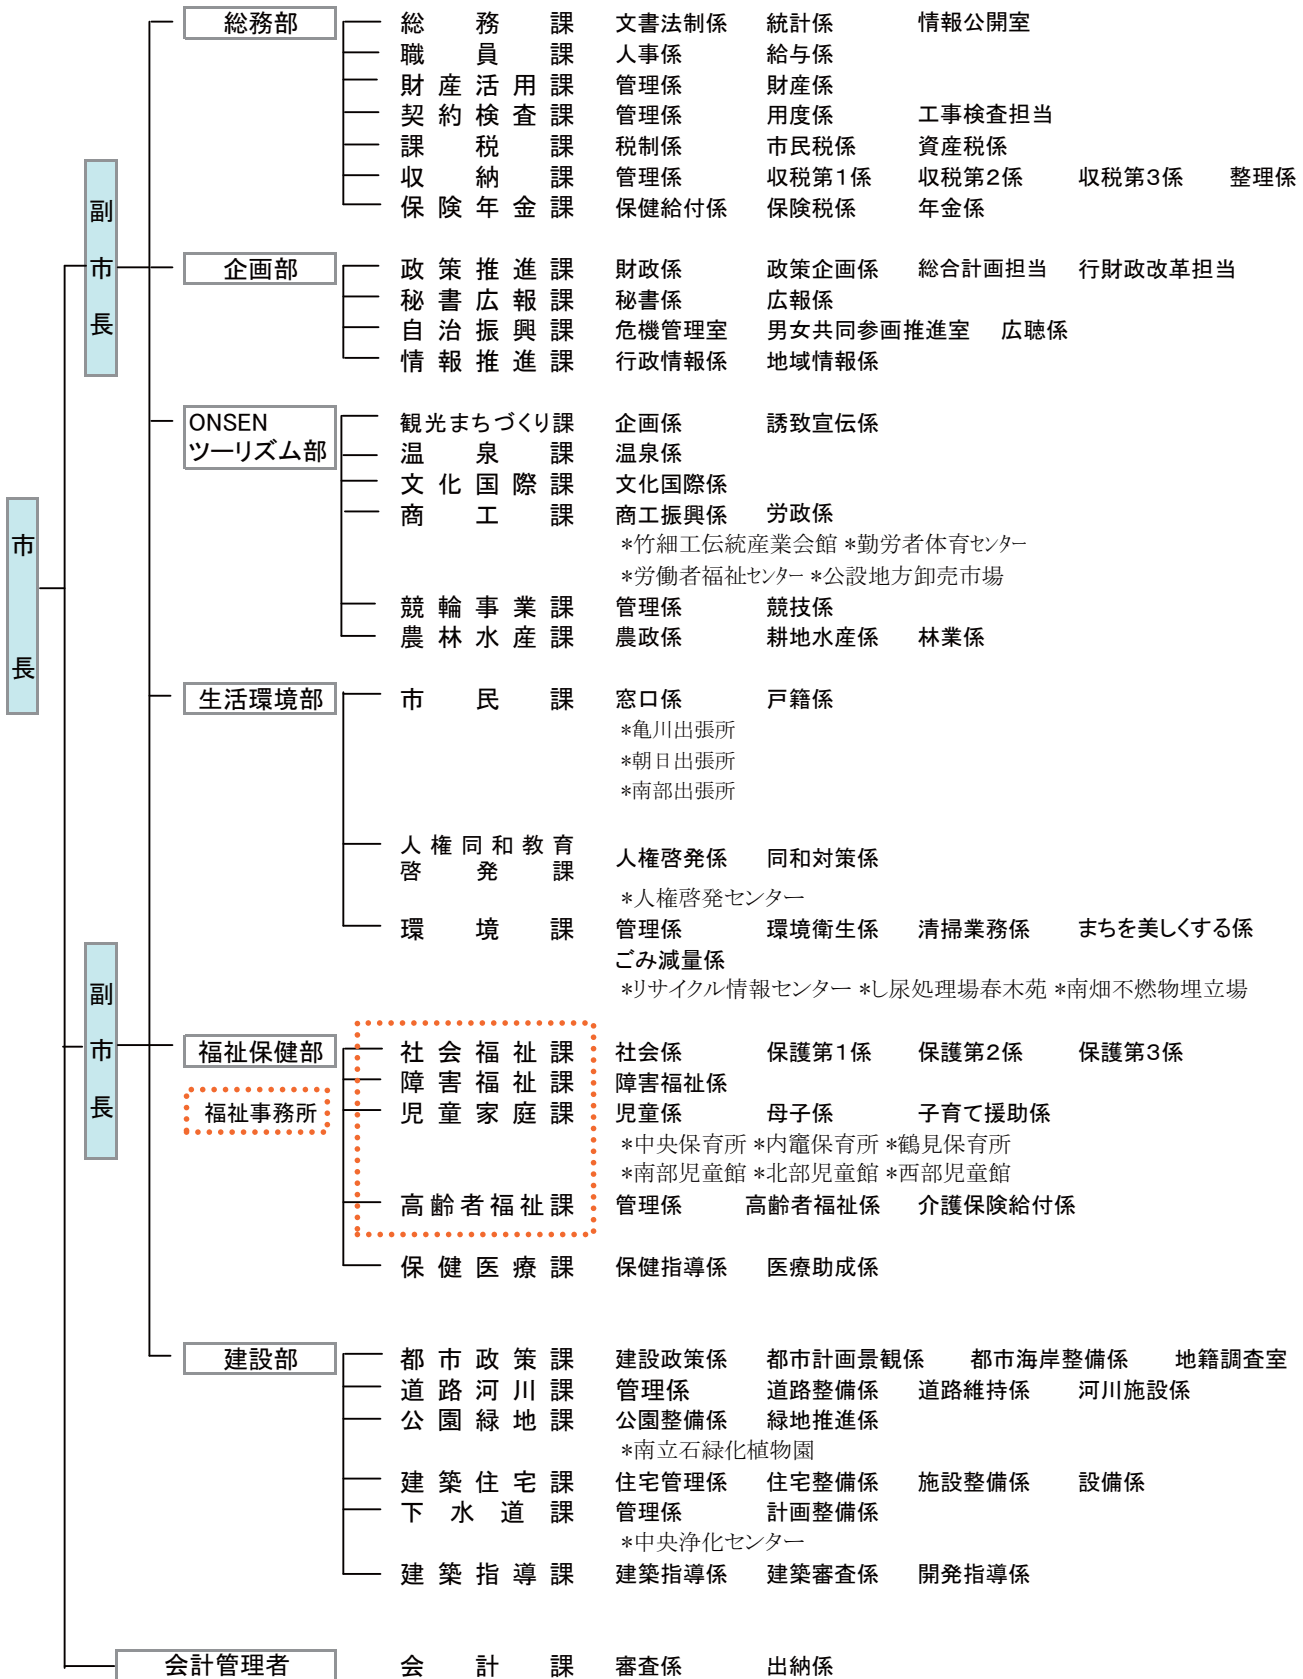 総務部 総務課 文書法制係 統計係 情報公開室
職員課 人事係 給与係
財産活用課 管理係 財産係
契約検査課 管理係 用度係 工事検査担当
課税課 税制係 市民税係 資産税係
収納課 管理係 収税第1係 収税第2係 収税第3係 整理係
保険年金課 保健給付係 保険税係 年金係
副市長
企画部 政策推進課 財政係 政策企画係 総合計画担当 行財政改革担当
秘書広報課 秘書係 広報係
自治振興課 危機管理室 男女共同参画推進室 広聴係
情報推進課 行政情報係 地域情報係
ONSEN
ツーリズム部
観光まちづくり課 企画係 誘致宣伝係
温泉課 温泉係
文化国際課 文化国際係
商工課 商工振興係 労政係
*竹細工伝統産業会館 *勤労者体育センター
*労働者福祉センター *公設地方卸売市場
競輪事業課 管理係 競技係
農林水産課 農政係 耕地水産係 林業係
市長
生活環境部 市民課 窓口係 戸籍係
*亀川出張所
*朝日出張所
*南部出張所
人権同和教育
啓発課
人権啓発係 同和対策係
*人権啓発センター
環境課 管理係 環境衛生係 清掃業務係 まちを美しくする係
ごみ減量係
*リサイクル情報センター *し尿処理場春木苑 *南畑不燃物埋立場
副市長
福祉保健部 社会福祉課 社会係 保護第1係 保護第2係 保護第3係
障害福祉課 障害福祉係
福祉事務所 児童家庭課 児童係 母子係 子育て援助係
*中央保育所 *内竈保育所 *鶴見保育所
*南部児童館 *北部児童館 *西部児童館
高齢者福祉課 管理係 高齢者福祉係 介護保険給付係
保健医療課 保健指導係 医療助成係
建設部 都市政策課 建設政策係 都市計画景観係 都市海岸整備係 地籍調査室
道路河川課 管理係 道路整備係 道路維持係 河川施設係
公園緑地課 公園整備係 緑地推進係
*南立石緑化植物園
建築住宅課 住宅管理係 住宅整備係 施設整備係 設備係
下水道課 管理係 計画整備係
*中央浄化センター
建築指導課 建築指導係 建築審査係 開発指導係
会計管理者 会計課 審査係 出納係